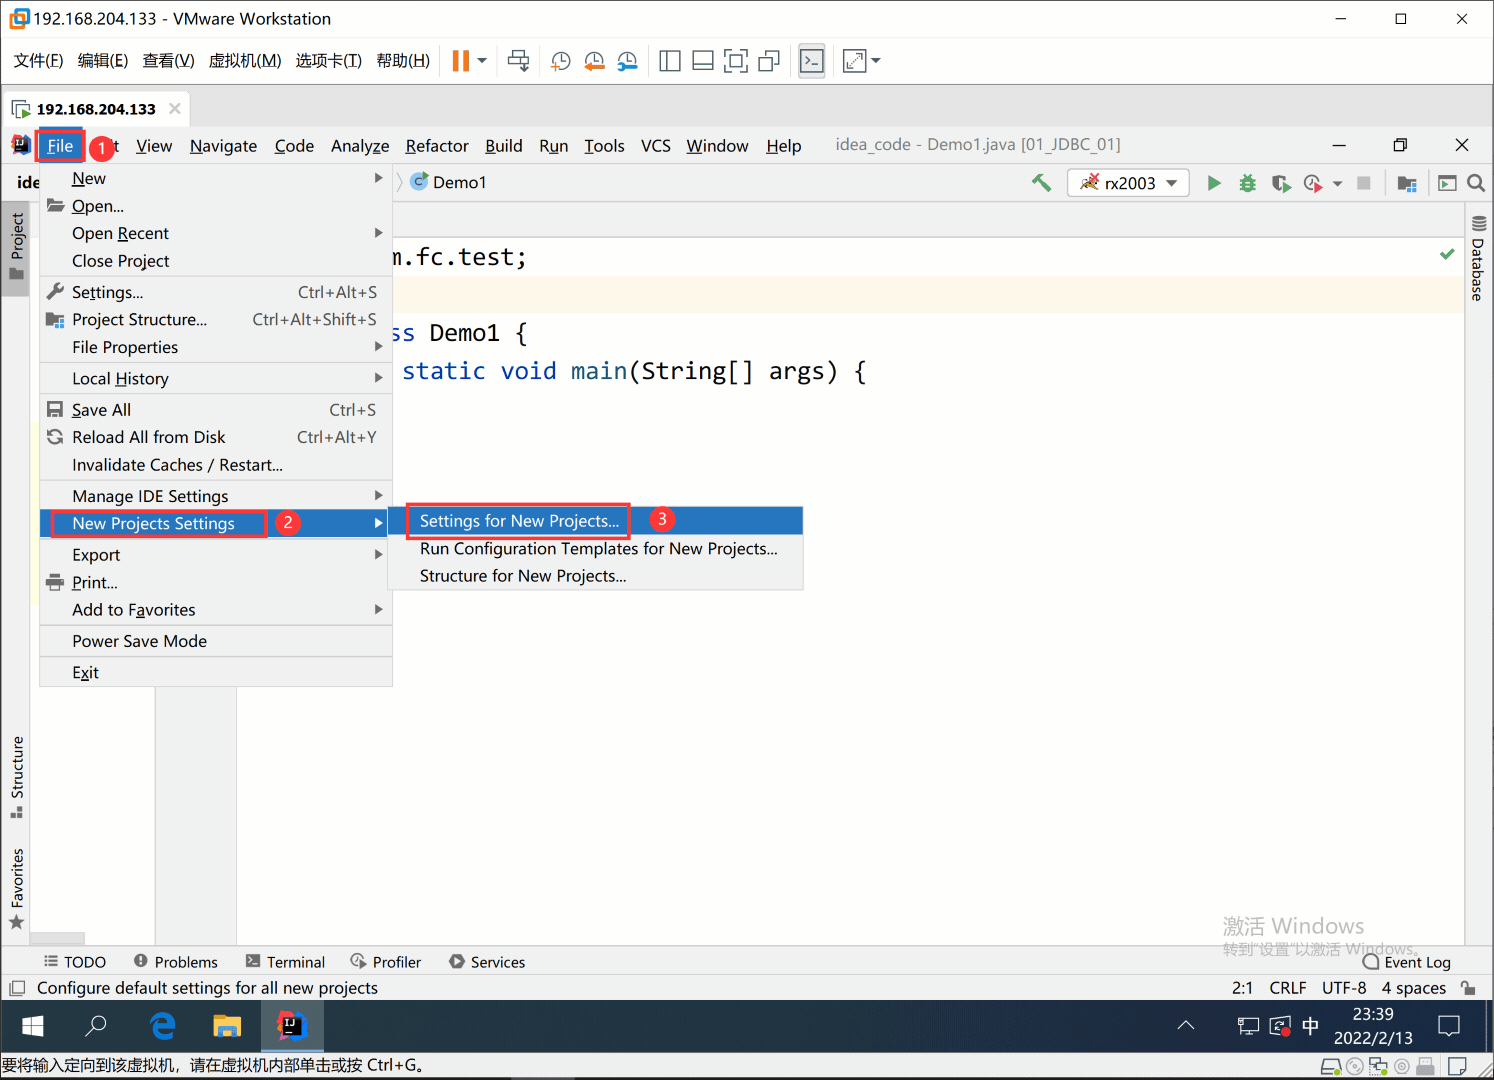 192.168.204.133 - VMware Workstation
文件(F) 编辑(E) 查看(V) 虚拟机(M) 选项卡(T) 帮助(H)
192.168.204.133
File 1 t View Navigate Code Analyze Refactor Build Run Tools VCS Window Help idea_code - Demo1.java [01_JDBC_01]
ide Demo1 rx2003
New
Open...
Open Recent
Close Project
Settings... Ctrl+Alt+S
Project Structure... Ctrl+Alt+Shift+S
File Properties
Local History
Save All Ctrl+S
Reload All from Disk Ctrl+Alt+Y
Invalidate Caches / Restart...
Manage IDE Settings
New Projects Settings 2
Export
Print...
Add to Favorites
Power Save Mode
Exit
Settings for New Projects... 3
Run Configuration Templates for New Projects...
Structure for New Projects...
m.fc.test;
ss Demo1 {
static void main(String[] args) {
Project
Structure
Favorites
Database
激活 Windows
转到"设置"以激活 Windows。
TODO Problems Terminal Profiler Services Event Log
Configure default settings for all new projects 2:1 CRLF UTF-8 4 spaces
中 23:39
2022/2/13
要将输入定向到该虚拟机，请在虚拟机内部单击或按 Ctrl+G。